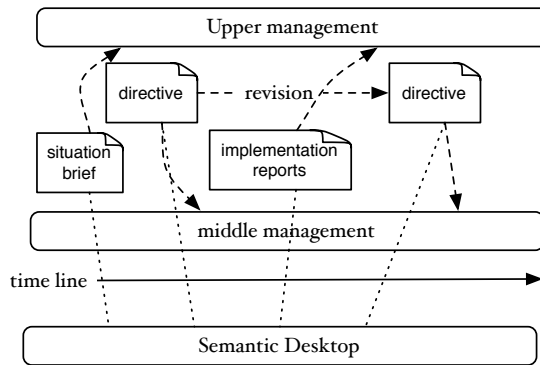 Upper management
directive
revision
directive
situation
brief
implementation
reports
middle management
time line
Semantic Desktop